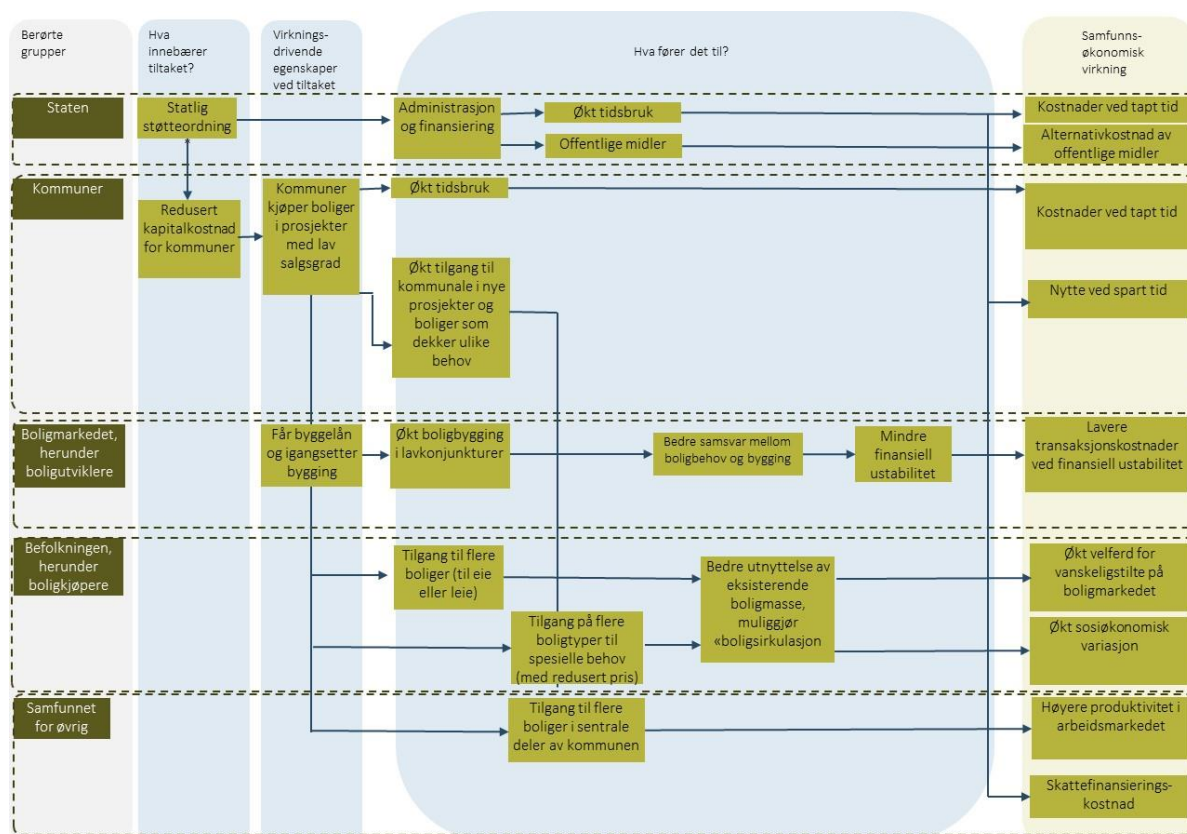 Berørte
grupper
Hva
innebærer
tiltaket?
Virknings-
drivende
egenskaper
ved tiltaket
Hva fører det til?
Samfunns-
økonomisk
virkning
Staten
Statlig
støtteordning
Administrasjon
og finansiering
Økt tidsbruk
Offentlige midler
Kostnader ved tapt tid
Alternativkostnad av
offentlige midler
Kommuner
Redusert
kapitalkostnad
for kommuner
Kommuner
kjøper boliger
i prosjekter
med lav
salgsgrad
Økt tidsbruk
Økt tilgang til
kommunale i nye
prosjekter og
boliger som
dekker ulike
behov
Kostnader ved tapt tid
Nytte ved spart tid
Boligmarkedet,
herunder
boligutviklere
Får byggelån
og igangsetter
bygging
Økt boligbygging
i lavkonjunkturer
Bedre samsvar mellom
boligbehov og bygging
Mindre
finansiell
ustabilitet
Lavere
transaksjonskostnader
ved finansiell ustabilitet
Befolkningen,
herunder
boligkjøpere
Tilgang til flere
boliger (til eie
eller leie)
Tilgang på flere
boligtyper til
spesielle behov
(med redusert pris)
Bedre utnyttelse av
eksisterende
boligmasse,
muliggjør
«boligsirkulasjon
Økt velferd for
vanskeligstilte på
boligmarkedet
Økt sosiøkonomisk
variasjon
Samfunnet
for øvrig
Tilgang til flere
boliger i sentrale
deler av kommunen
Høyere produktivitet i
arbeidsmarkedet
Skattefinansierings-
kostnad